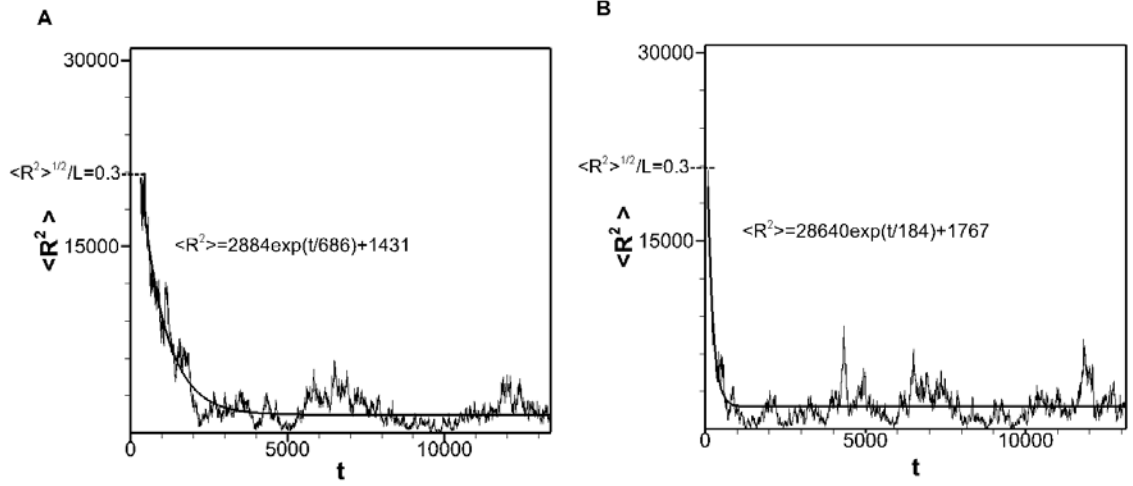 A
30000
<R²>¹/²/L=0.3
<R²>=2884exp(t/686)+1431
15000
<R²>
0
5000
10000
t
B
30000
<R²>¹/²/L=0.3
<R²>=28640exp(t/184)+1767
15000
<R²>
0
5000
10000
t